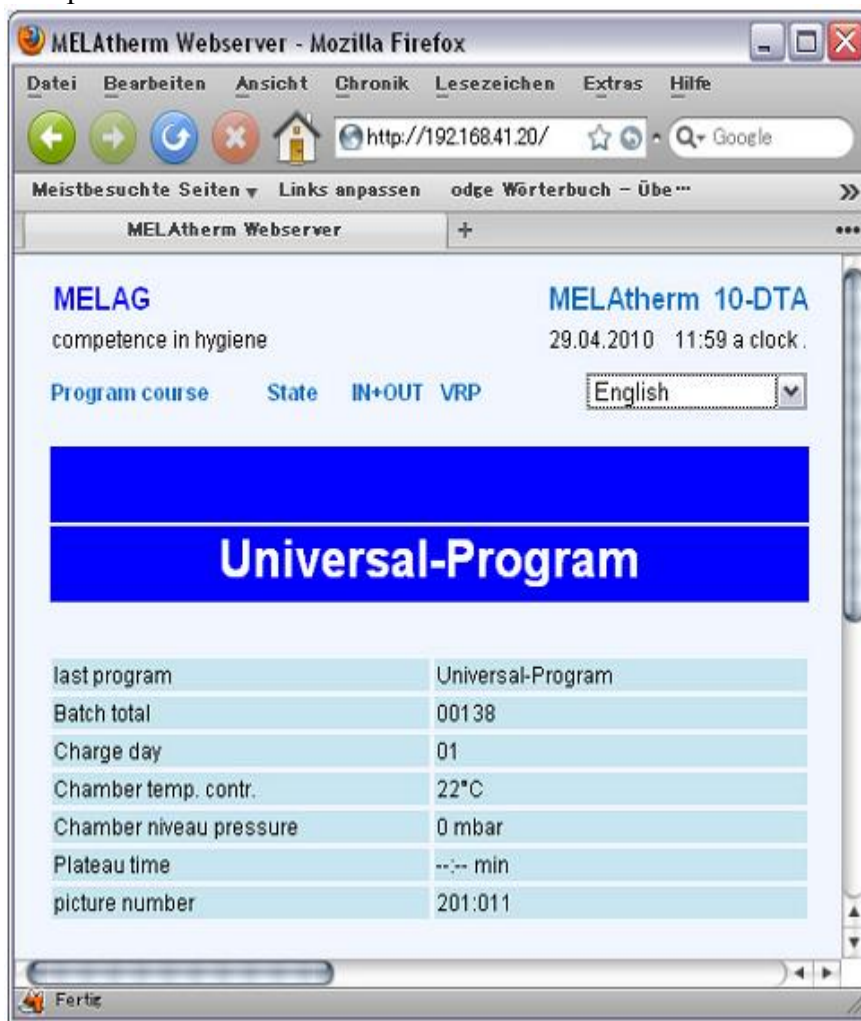 MELAtherm Webserver - Mozilla Firefox
Datei Bearbeiten Ansicht Chronik Lesezeichen Extras Hilfe
http://192.168.41.20/ Google
Meistbesuchte Seiten Links anpassen odge Wörterbuch – Übe...
MELAtherm Webserver
MELAG MELAtherm 10-DTA
competence in hygiene 29.04.2010 11:59 a clock .
Program course State IN+OUT VRP English
Universal-Program
last program Universal-Program
Batch total 00138
Charge day 01
Chamber temp. contr. 22°C
Chamber niveau pressure 0 mbar
Plateau time --:-- min
picture number 201:011
Fertig